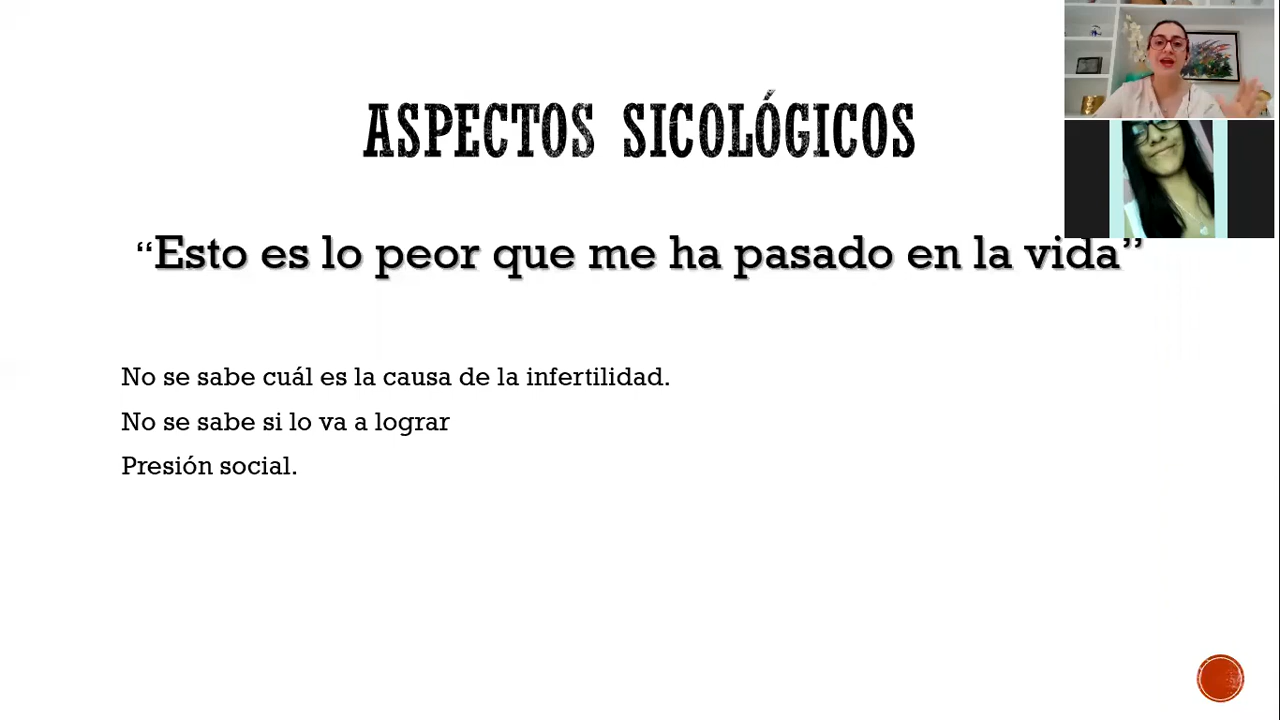 ASPECTOS SICOLÓGICOS
“Esto es lo peor que me ha pasado en la vida”
No se sabe cuál es la causa de la infertilidad.
No se sabe si lo va a lograr
Presión social.